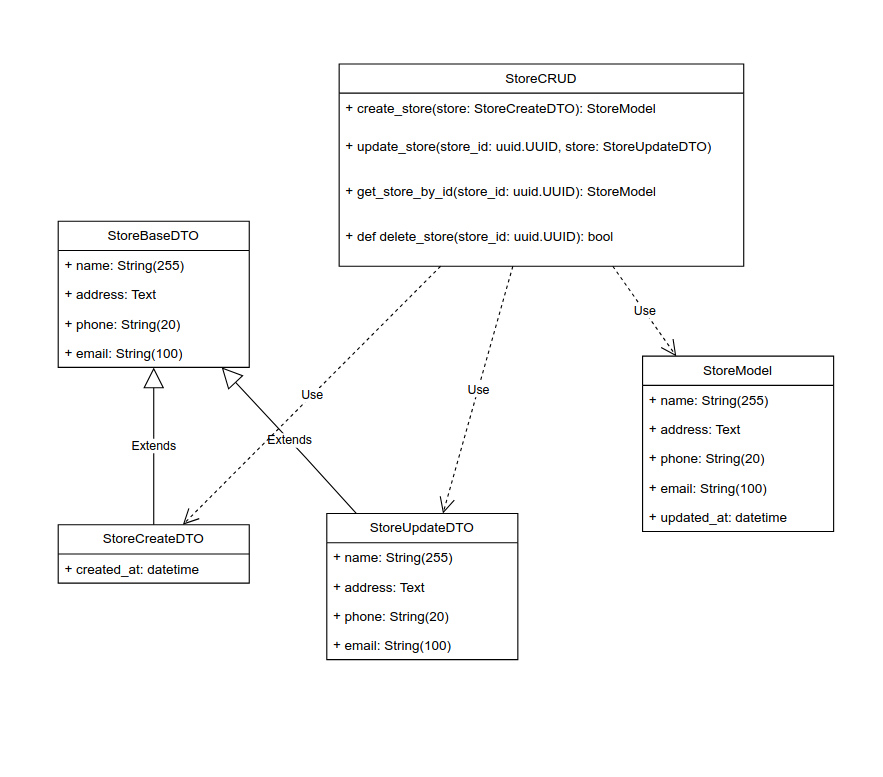 StoreCRUD
+ create_store(store: StoreCreateDTO): StoreModel
+ update_store(store_id: uuid.UUID, store: StoreUpdateDTO)
+ get_store_by_id(store_id: uuid.UUID): StoreModel
+ def delete_store(store_id: uuid.UUID): bool
StoreBaseDTO
+ name: String(255)
+ address: Text
+ phone: String(20)
+ email: String(100)
Use
Use
Use
Extends
Extends
StoreModel
+ name: String(255)
+ address: Text
+ phone: String(20)
+ email: String(100)
+ updated_at: datetime
StoreCreateDTO
+ created_at: datetime
StoreUpdateDTO
+ name: String(255)
+ address: Text
+ phone: String(20)
+ email: String(100)